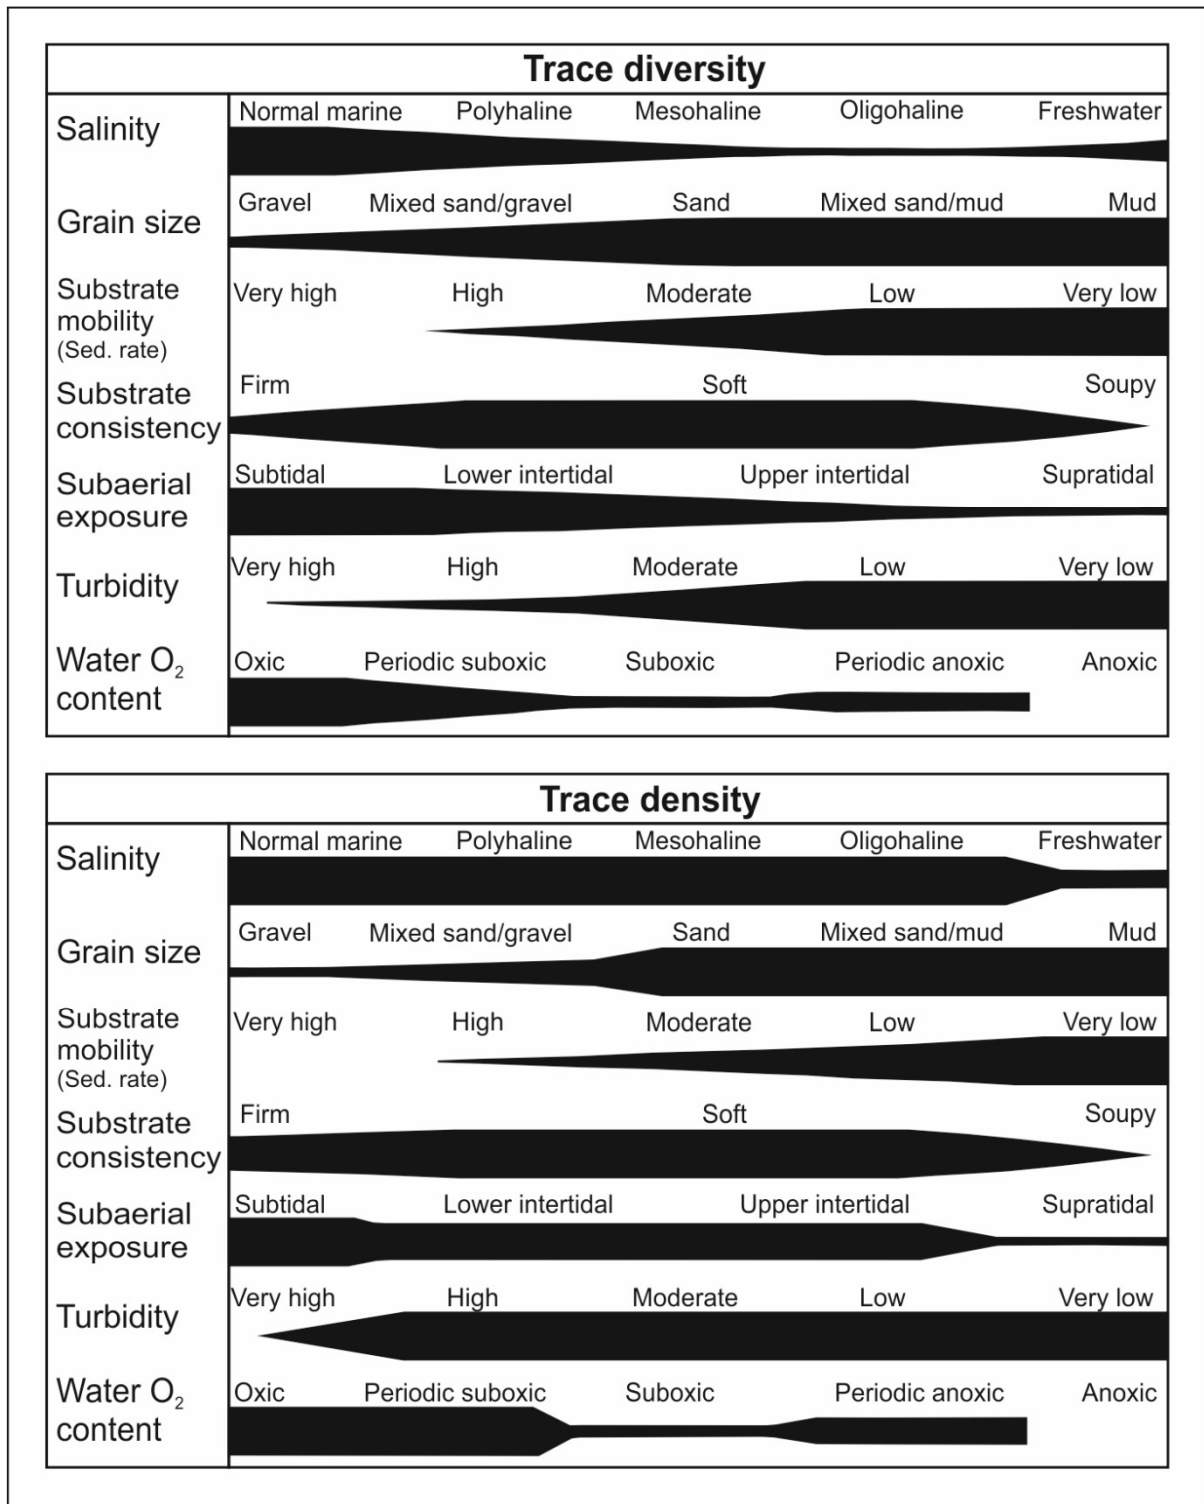 Trace diversity
Salinity
Normal marine Polyhaline Mesohaline Oligohaline Freshwater
Grain size
Gravel Mixed sand/gravel Sand Mixed sand/mud Mud
Substrate
mobility
(Sed. rate)
Very high High Moderate Low Very low
Substrate
consistency
Firm Soft Soupy
Subaerial
exposure
Subtidal Lower intertidal Upper intertidal Supratidal
Turbidity
Very high High Moderate Low Very low
Water O₂
content
Oxic Periodic suboxic Suboxic Periodic anoxic Anoxic
Trace density
Salinity
Normal marine Polyhaline Mesohaline Oligohaline Freshwater
Grain size
Gravel Mixed sand/gravel Sand Mixed sand/mud Mud
Substrate
mobility
(Sed. rate)
Very high High Moderate Low Very low
Substrate
consistency
Firm Soft Soupy
Subaerial
exposure
Subtidal Lower intertidal Upper intertidal Supratidal
Turbidity
Very high High Moderate Low Very low
Water O₂
content
Oxic Periodic suboxic Suboxic Periodic anoxic Anoxic